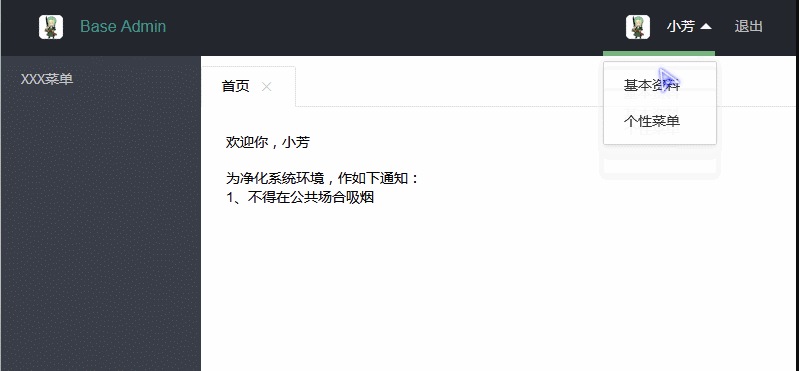 Base Admin
小芳
退出
XXX菜单
首页
基本资料
个性菜单
欢迎你，小芳
为净化系统环境，作如下通知：
1、不得在公共场合吸烟